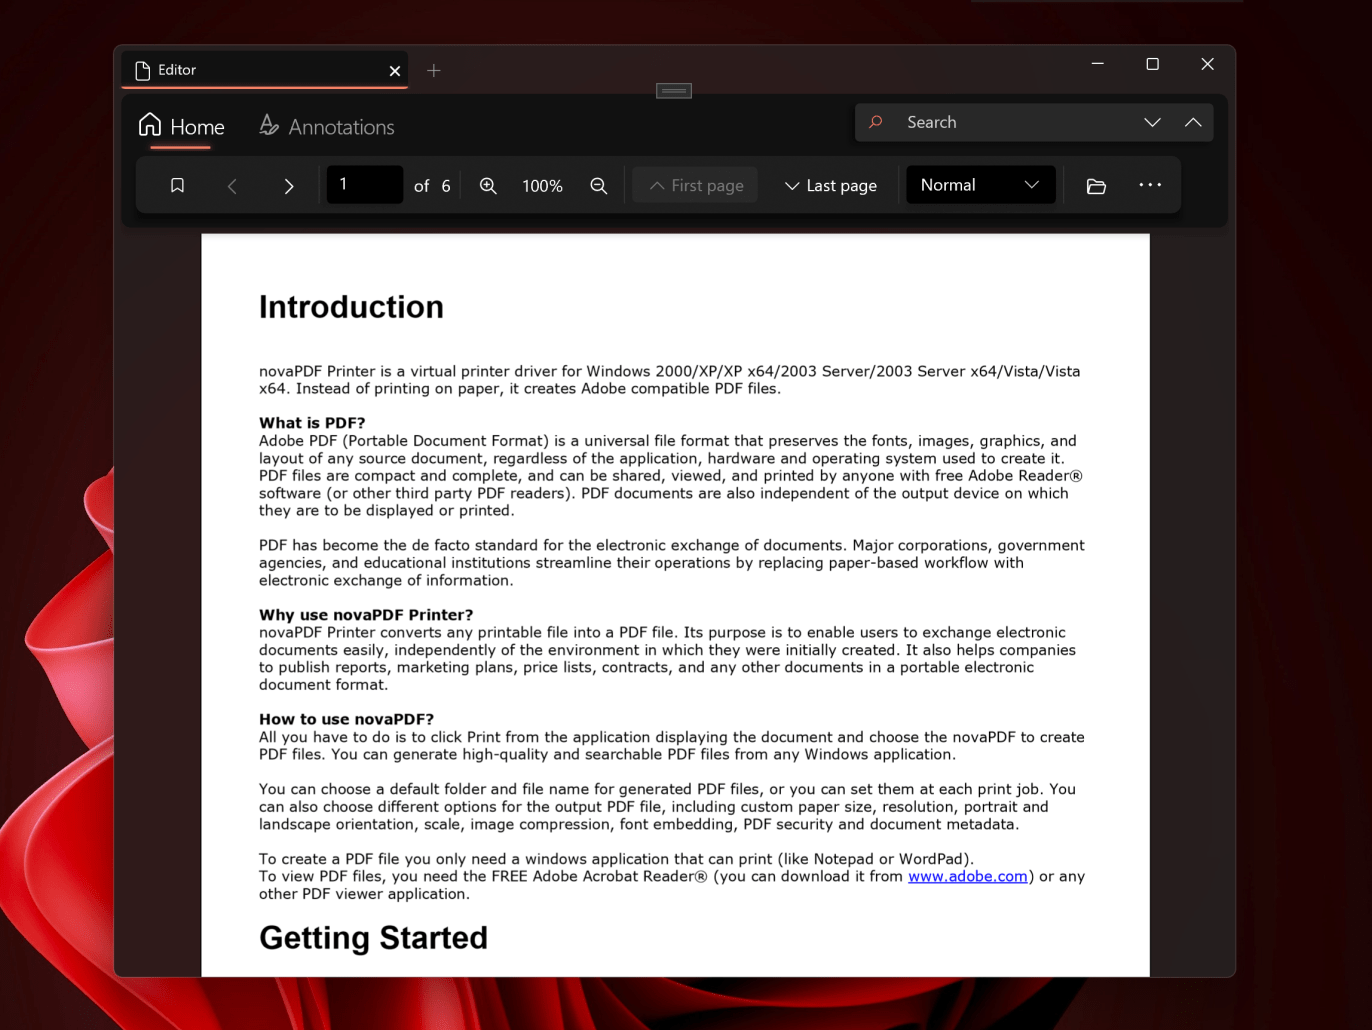 Editor
Home
Annotations
Search
1 of 6
100%
First page
Last page
Normal
Introduction
novaPDF Printer is a virtual printer driver for Windows 2000/XP/XP x64/2003 Server/2003 Server x64/Vista/Vista
x64. Instead of printing on paper, it creates Adobe compatible PDF files.
What is PDF?
Adobe PDF (Portable Document Format) is a universal file format that preserves the fonts, images, graphics, and
layout of any source document, regardless of the application, hardware and operating system used to create it.
PDF files are compact and complete, and can be shared, viewed, and printed by anyone with free Adobe Reader®
software (or other third party PDF readers). PDF documents are also independent of the output device on which
they are to be displayed or printed.
PDF has become the de facto standard for the electronic exchange of documents. Major corporations, government
agencies, and educational institutions streamline their operations by replacing paper-based workflow with
electronic exchange of information.
Why use novaPDF Printer?
novaPDF Printer converts any printable file into a PDF file. Its purpose is to enable users to exchange electronic
documents easily, independently of the environment in which they were initially created. It also helps companies
to publish reports, marketing plans, price lists, contracts, and any other documents in a portable electronic
document format.
How to use novaPDF?
All you have to do is to click Print from the application displaying the document and choose the novaPDF to create
PDF files. You can generate high-quality and searchable PDF files from any Windows application.
You can choose a default folder and file name for generated PDF files, or you can set them at each print job. You
can also choose different options for the output PDF file, including custom paper size, resolution, portrait and
landscape orientation, scale, image compression, font embedding, PDF security and document metadata.
To create a PDF file you only need a windows application that can print (like Notepad or WordPad).
To view PDF files, you need the FREE Adobe Acrobat Reader® (you can download it from www.adobe.com) or any
other PDF viewer application.
Getting Started